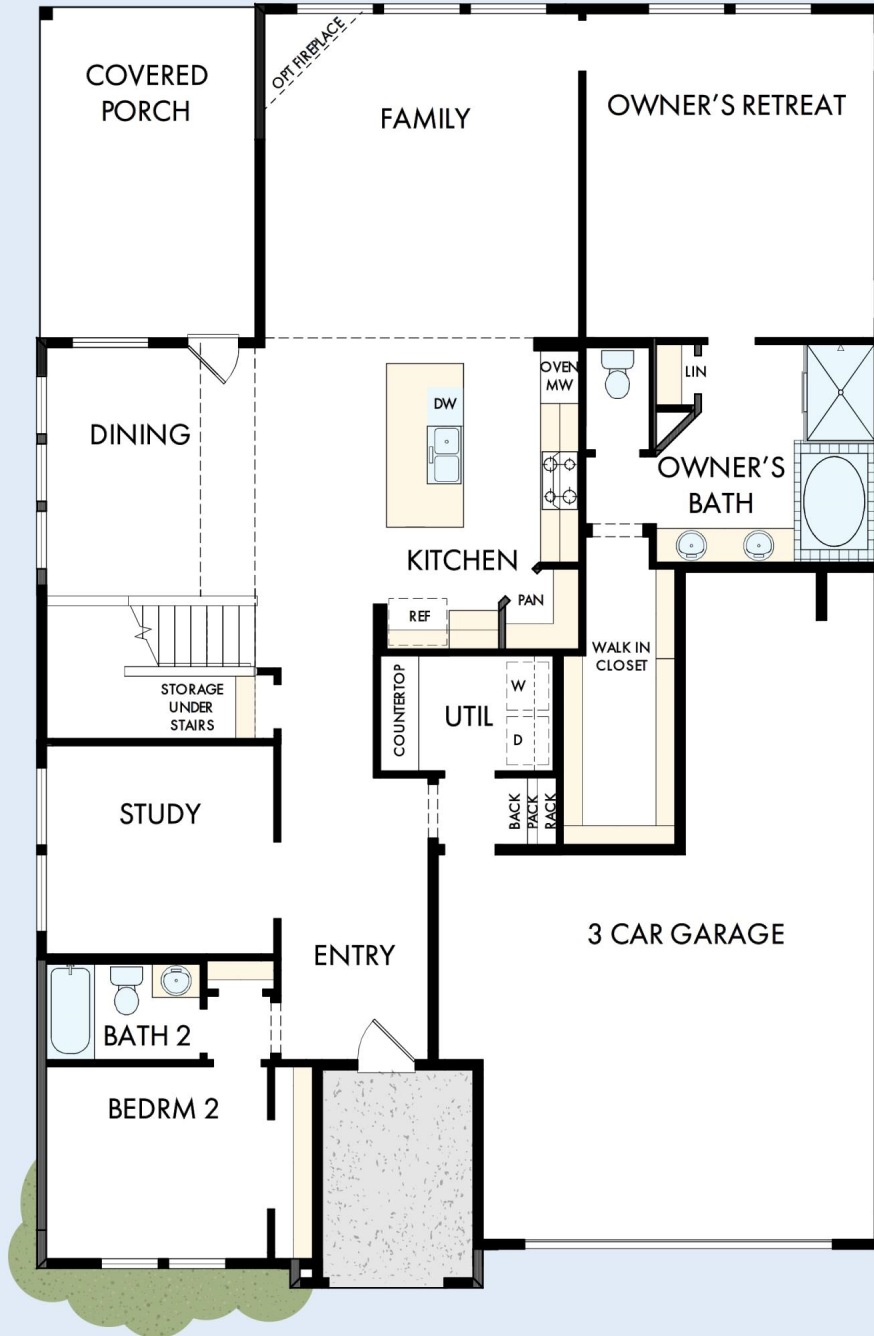 COVERED
PORCH
OPT FIREPLACE
FAMILY
OWNER'S RETREAT
DINING
DW
OVEN
MW
LIN
OWNER'S
BATH
KITCHEN
REF
PAN
WALK IN
CLOSET
STORAGE
UNDER
STAIRS
COUNTERTOP
UTIL
W
D
STUDY
BACK
PACK
RACK
ENTRY
3 CAR GARAGE
BATH 2
BEDRM 2